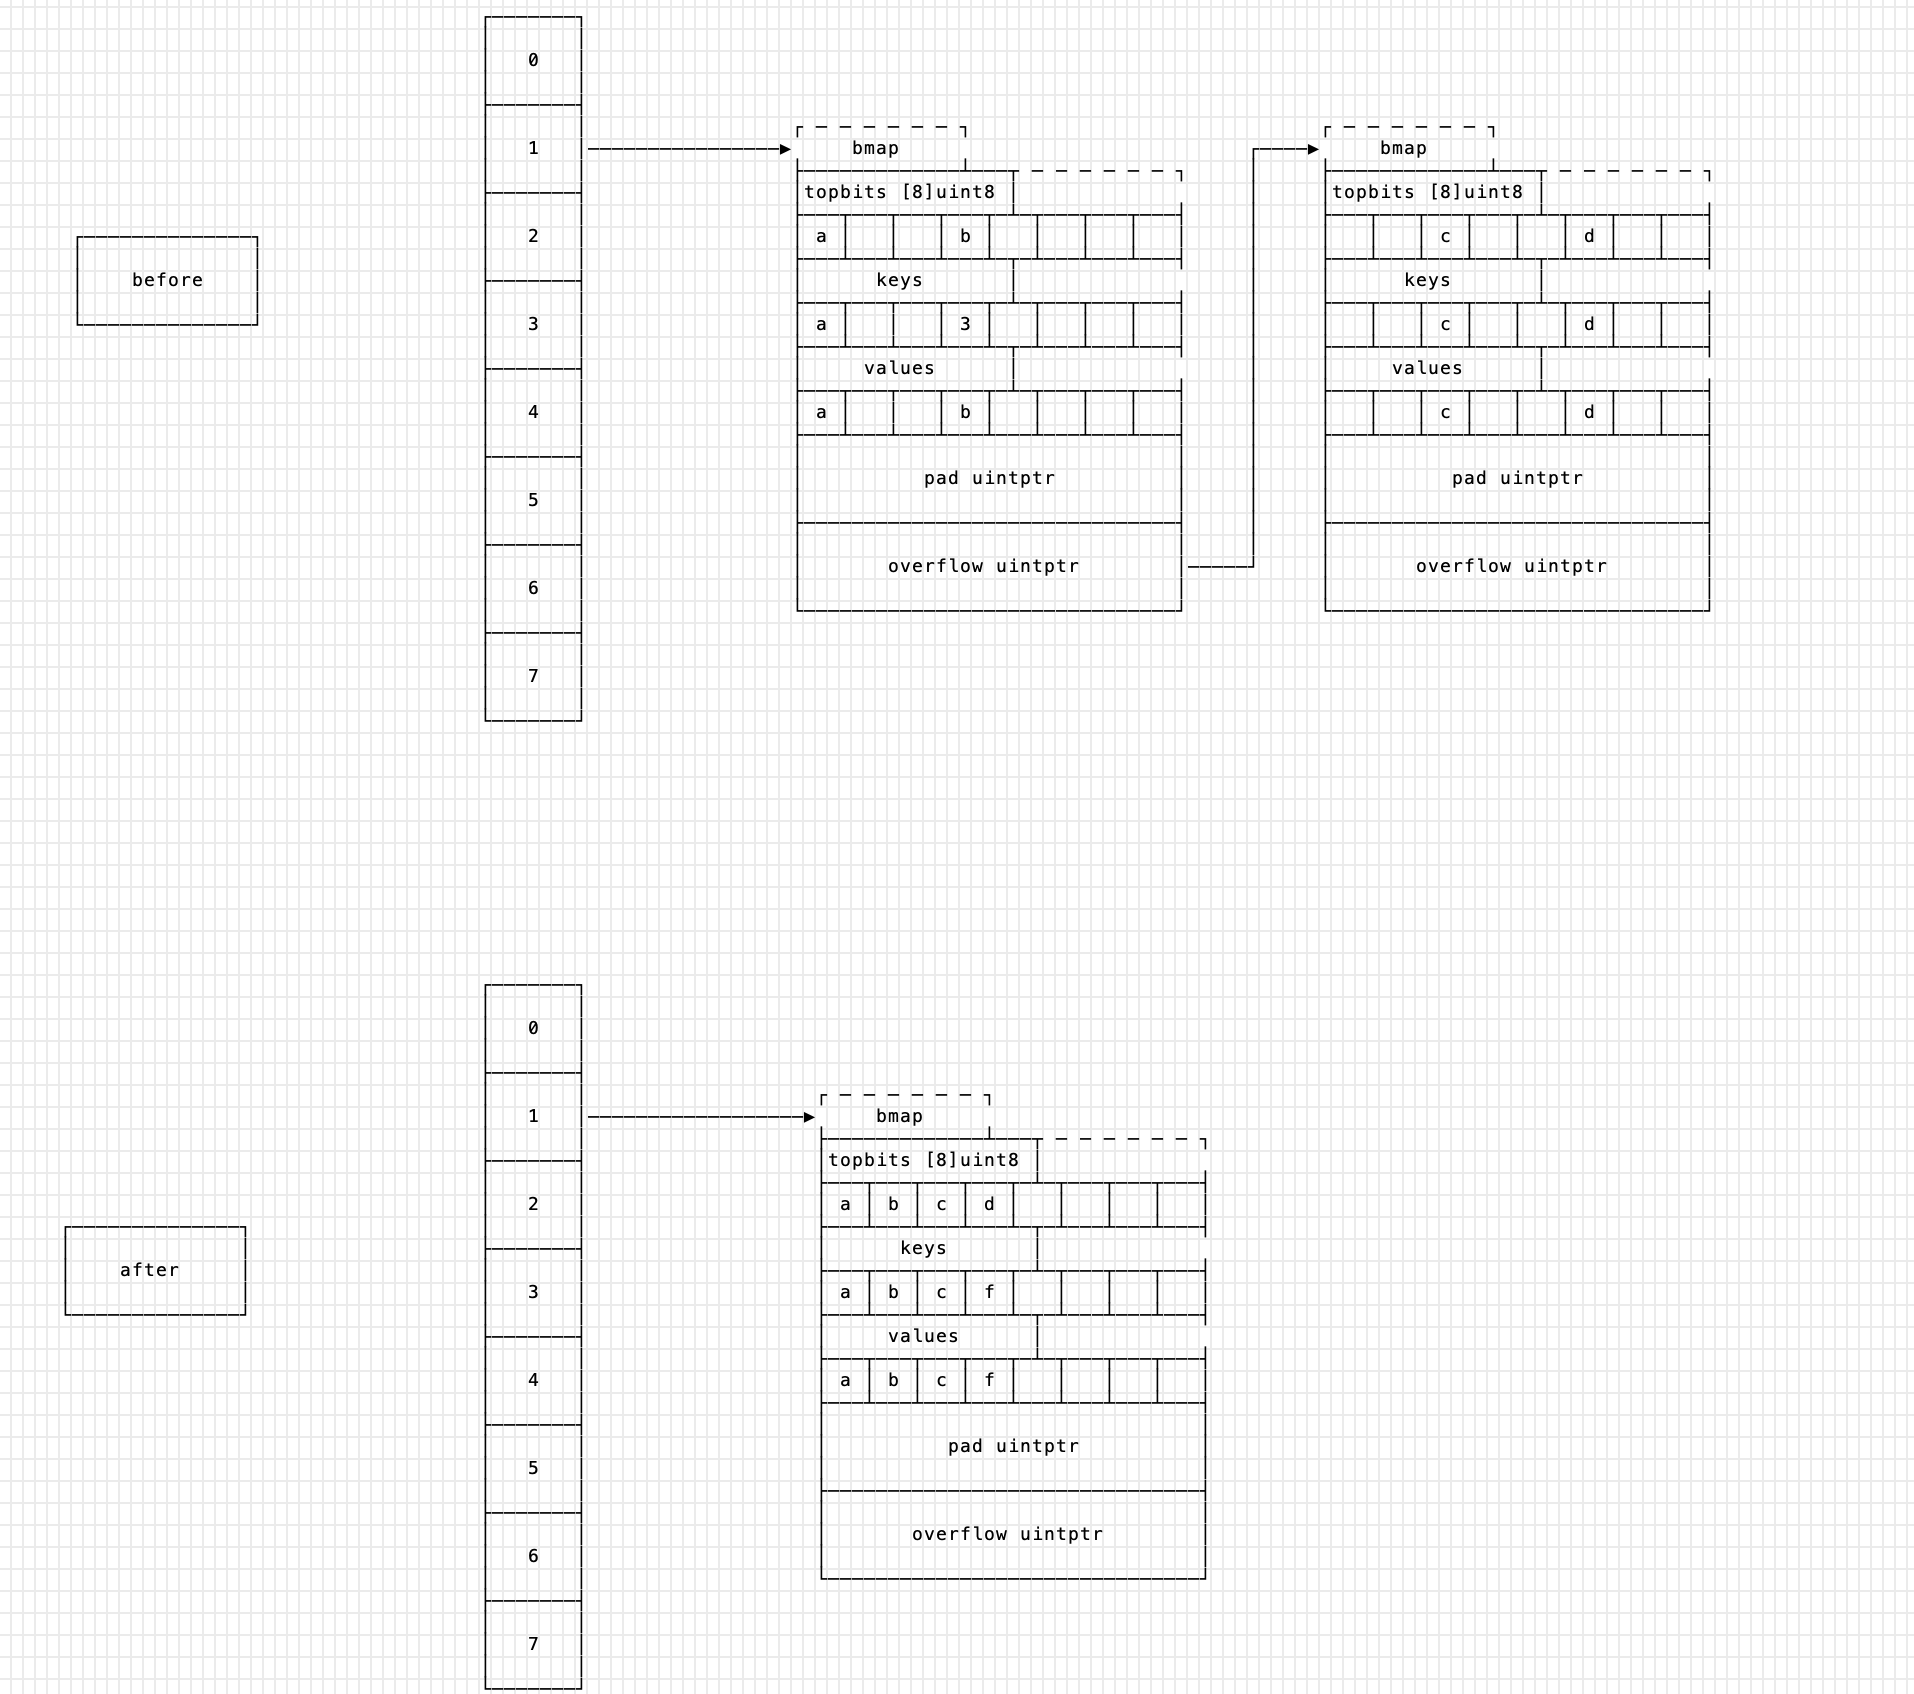 0
1
bmap
bmap
topbits [8]uint8
topbits [8]uint8
2
a b
c d
before
keys
keys
3
a 3
c d
values
values
4
a b
c d
pad uintptr
pad uintptr
5
overflow uintptr
overflow uintptr
6
7
0
1
bmap
topbits [8]uint8
2
a b c d
keys
after
3
a b c f
values
4
a b c f
pad uintptr
5
overflow uintptr
6
7